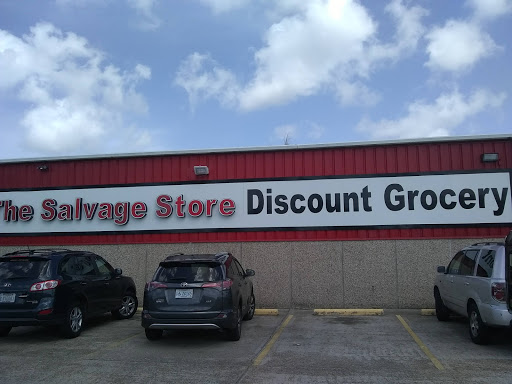 The Salvage Store Discount Grocery